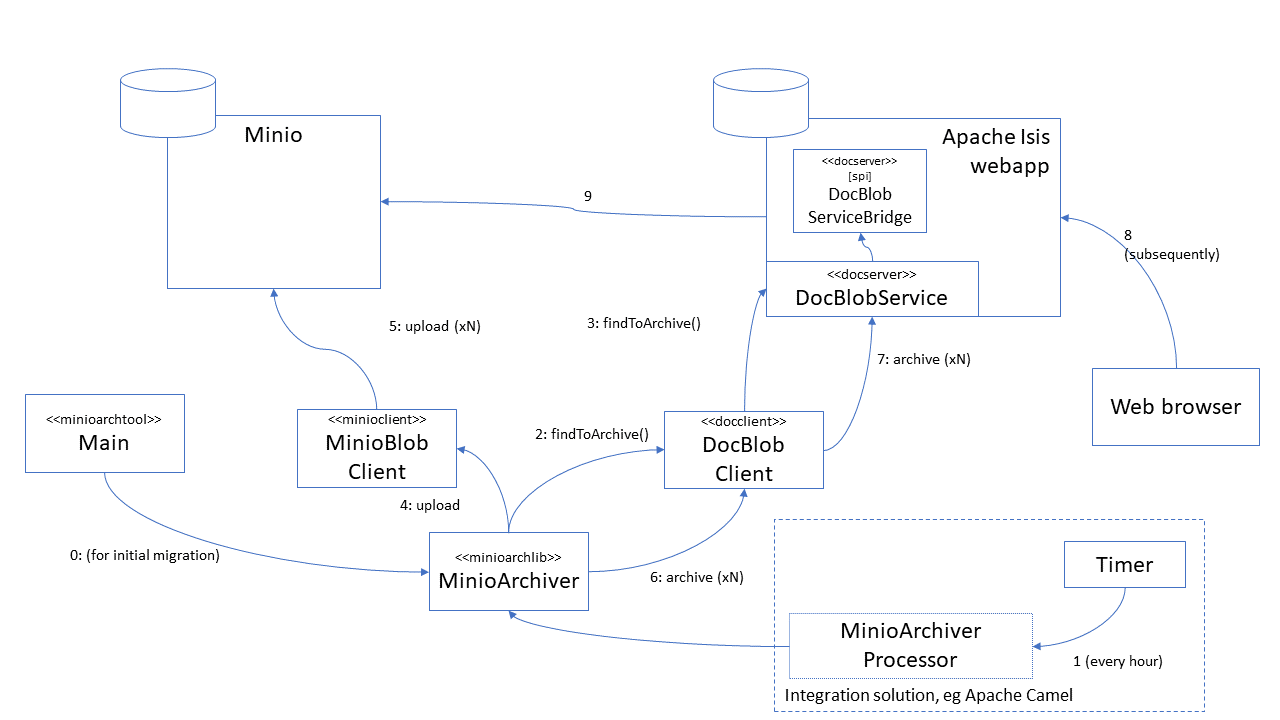 Minio
Apache Isis
webapp
<<docserver>>
[spi]
DocBlob
ServiceBridge
9
8
(subsequently)
<<docserver>>
DocBlobService
5: upload (xN)
3: findToArchive()
7: archive (xN)
Web browser
<<minioarchtool>>
Main
<<minioclient>>
MinioBlob
Client
2: findToArchive()
<<docclient>>
DocBlob
Client
4: upload
0: (for initial migration)
<<minioarchlib>>
MinioArchiver
6: archive (xN)
Timer
MinioArchiver
Processor
1 (every hour)
Integration solution, eg Apache Camel